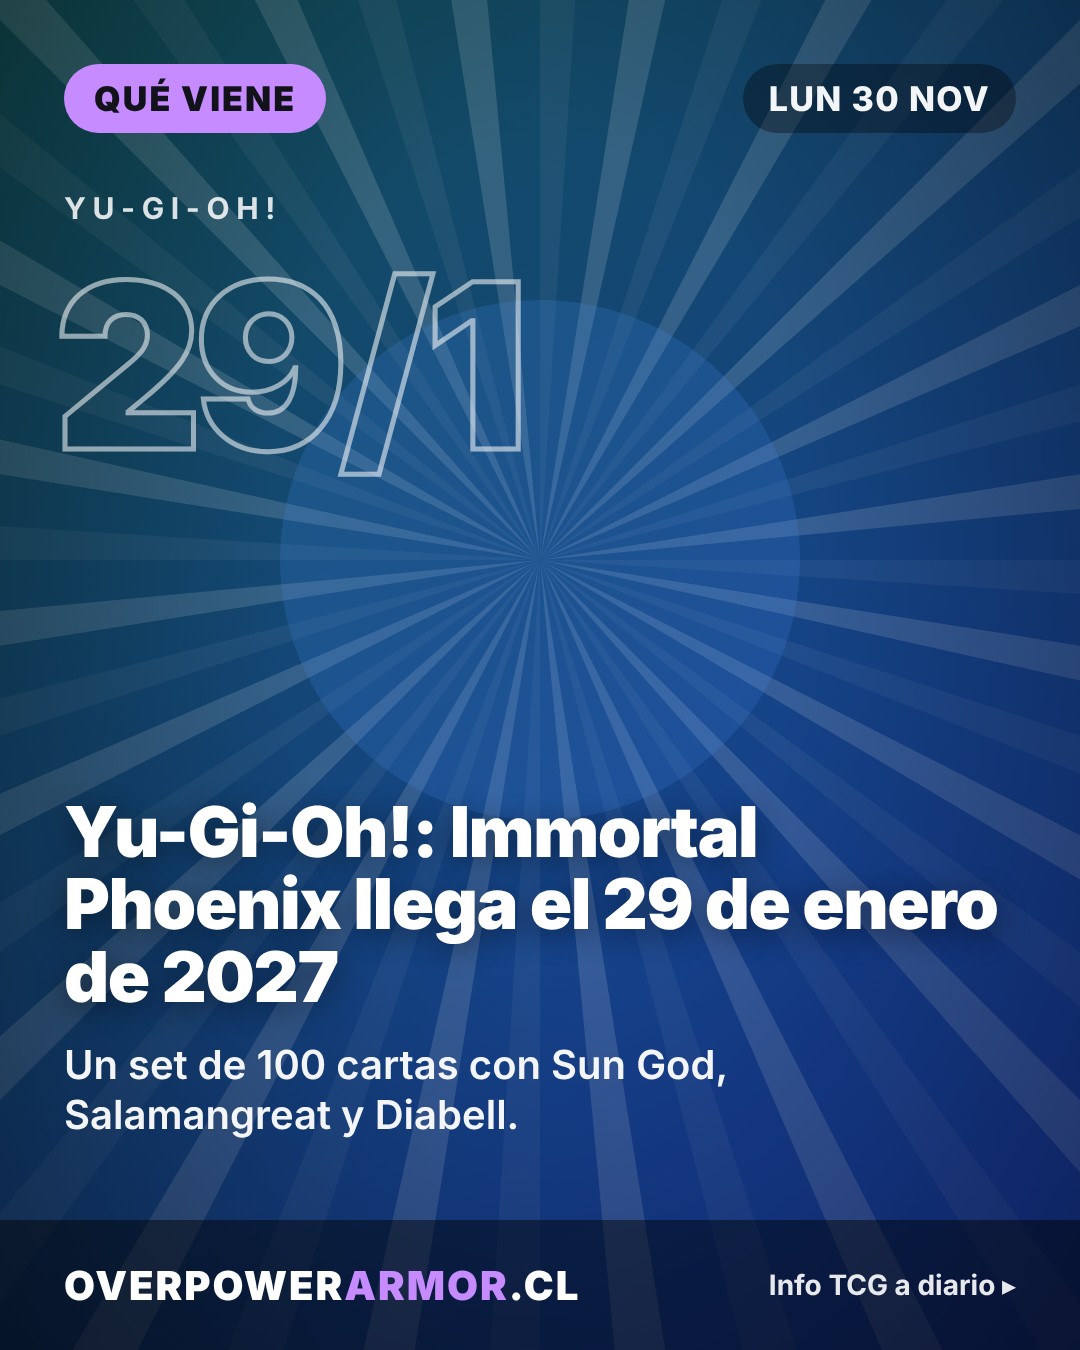 QUÉ VIENE
LUN 30 NOV
YU-GI-OH!
29/1
Yu-Gi-Oh!: Immortal
Phoenix llega el 29 de enero
de 2027
Un set de 100 cartas con Sun God,
Salamangreat y Diabell.
OVERPOWERARMOR.CL
Info TCG a diario ▸